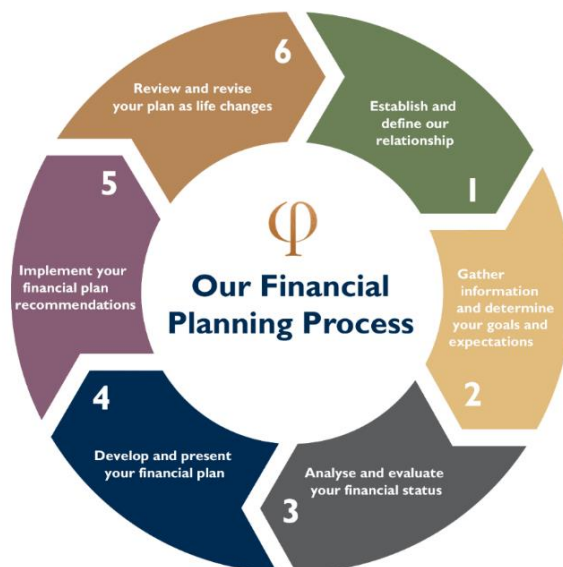 6
Review and revise
your plan as life changes
Establish and
define our
relationship
1
5
φ
Our Financial
Planning Process
Implement your
financial plan
recommendations
Gather
information
and determine
your goals and
expectations
2
4
Develop and present
your financial plan
Analyse and evaluate
your financial status
3